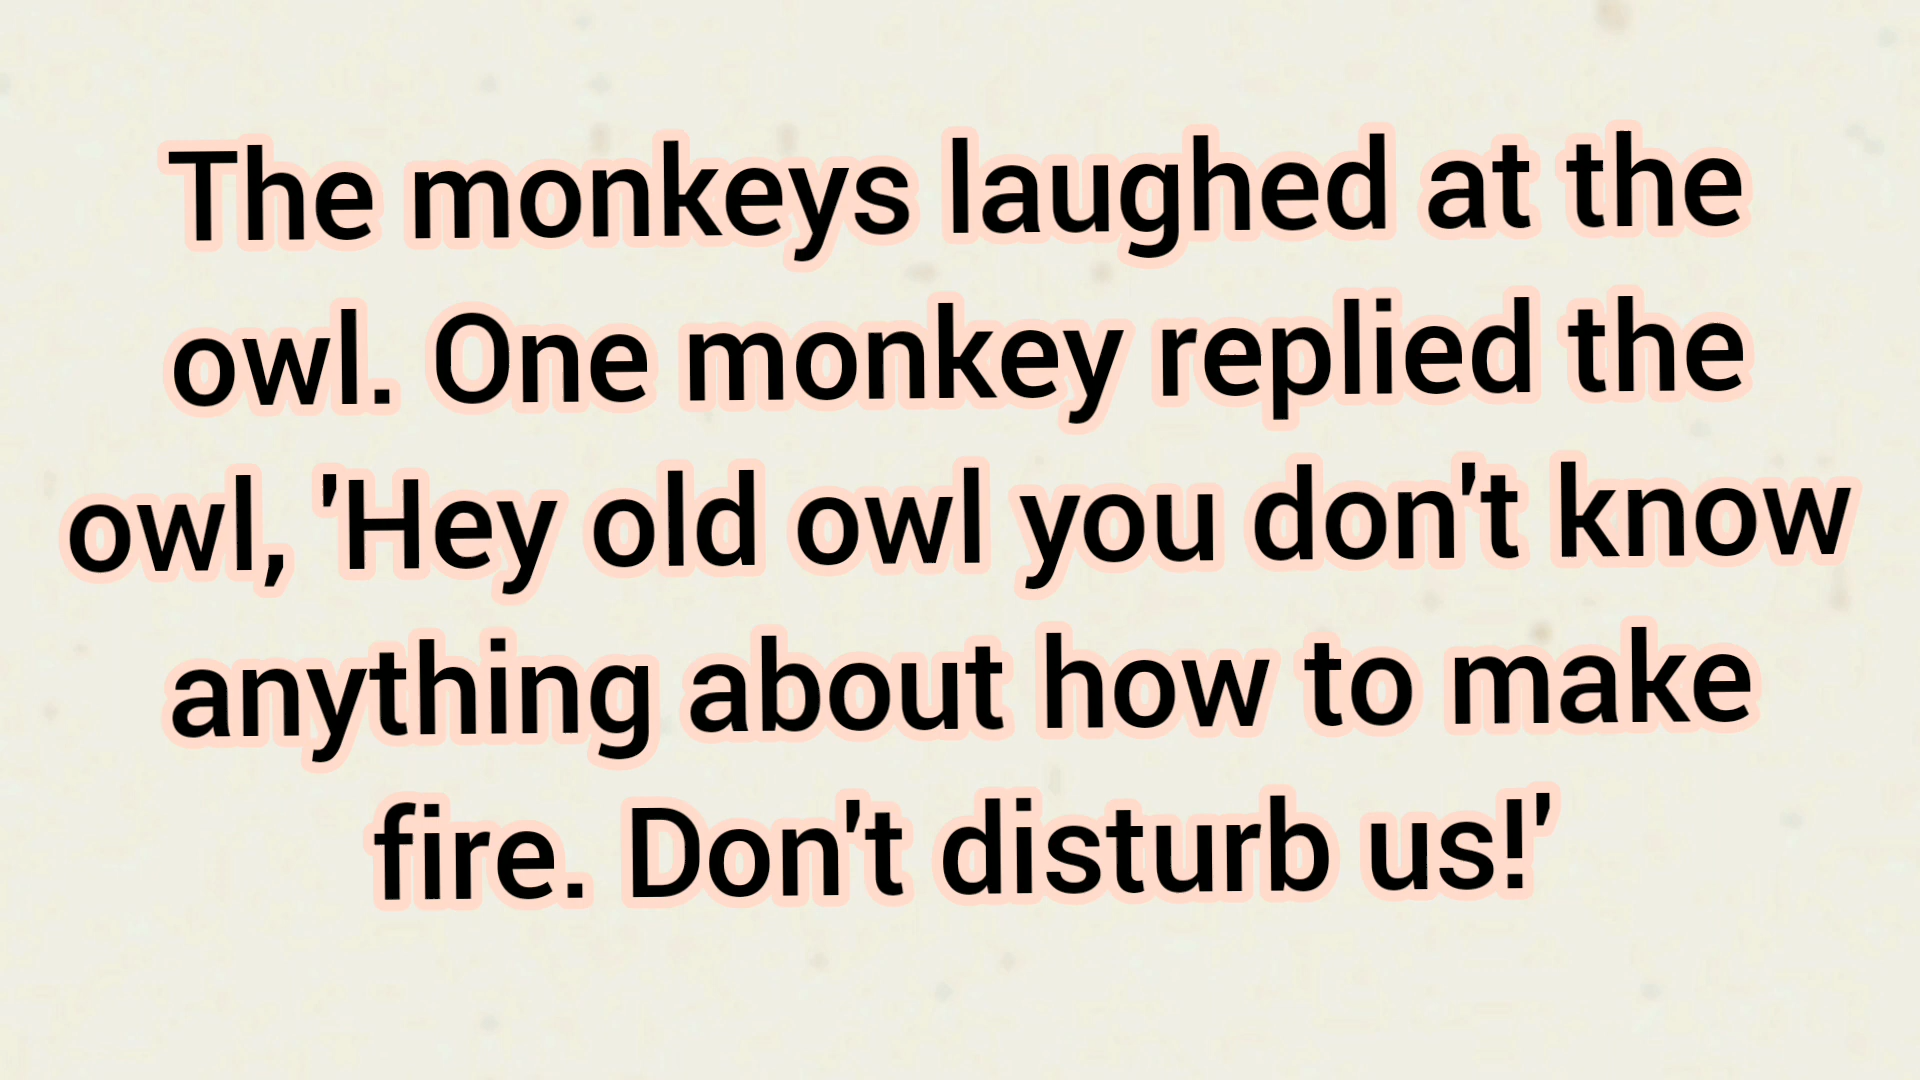 The monkeys laughed at the
owl. One monkey replied the
owl, 'Hey old owl you don't know
anything about how to make
fire. Don't disturb us!'